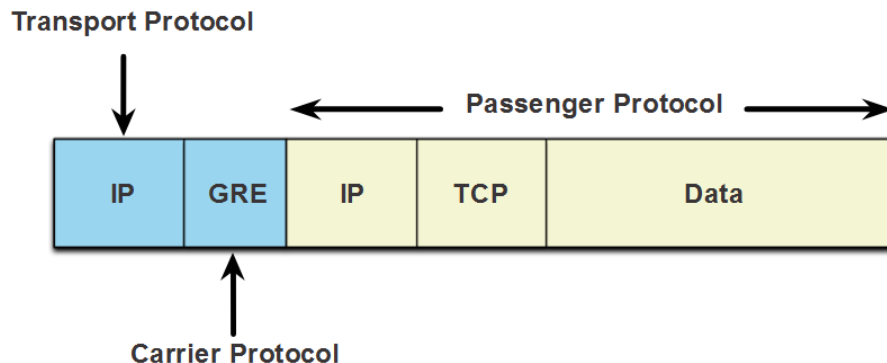 Transport Protocol
Passenger Protocol
IP GRE IP TCP Data
Carrier Protocol